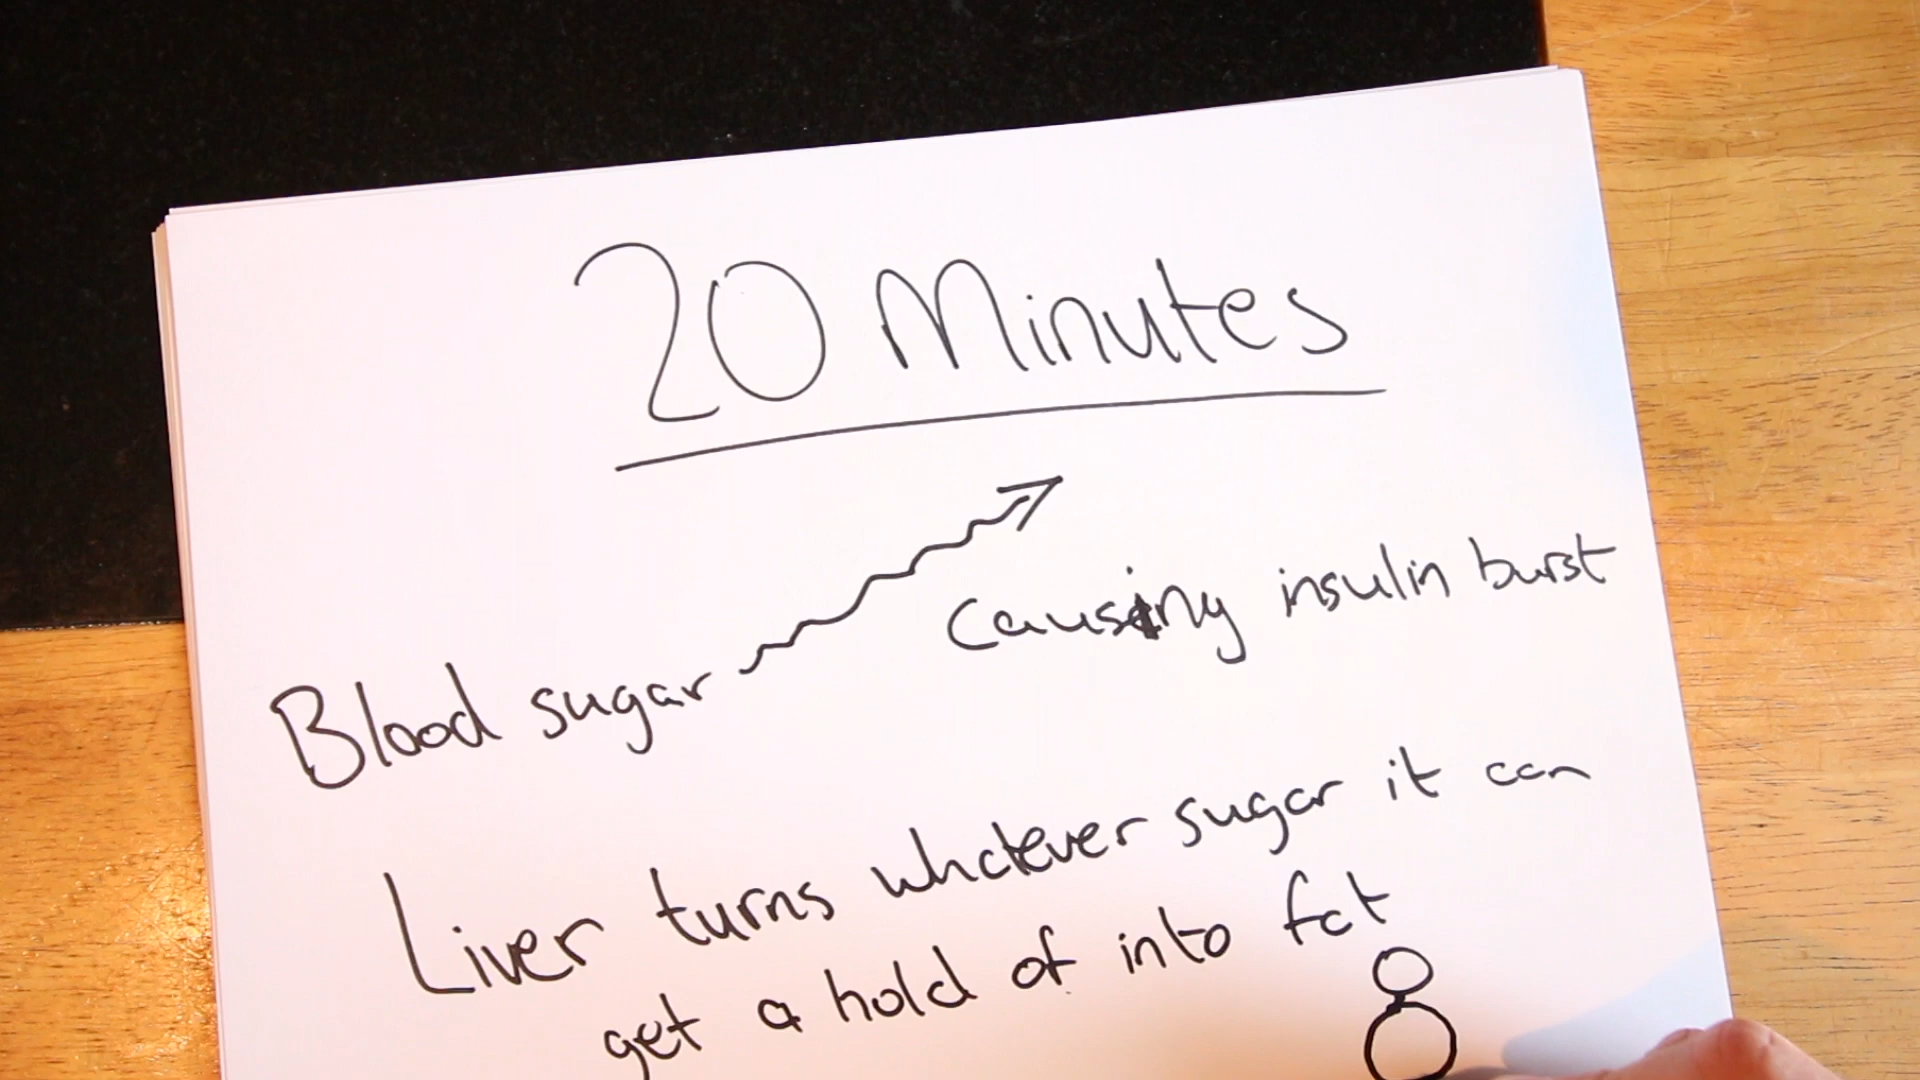 20 Minutes
Causing insulin burst
Blood sugar
Liver turns whatever sugar it can
get a hold of into fat